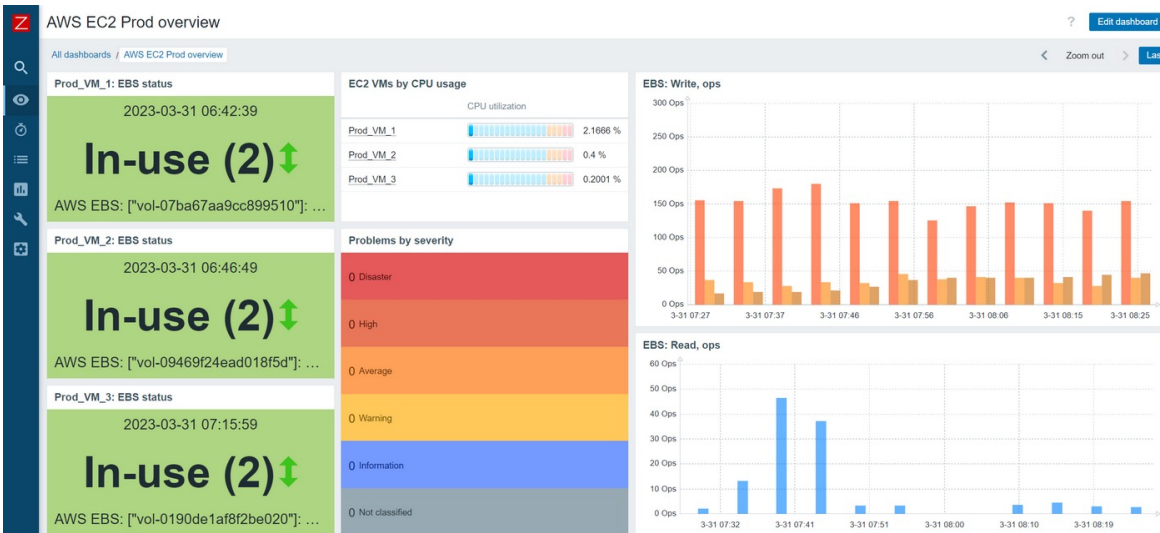 Z
AWS EC2 Prod overview
?
Edit dashboard
All dashboards / AWS EC2 Prod overview
Zoom out
Las
Prod_VM_1: EBS status
2023-03-31 06:42:39
In-use (2)
AWS EBS: ["vol-07ba67aa9cc899510"]: ...
Prod_VM_2: EBS status
2023-03-31 06:46:49
In-use (2)
AWS EBS: ["vol-09469f24ead018f5d"]: ...
Prod_VM_3: EBS status
2023-03-31 07:15:59
In-use (2)
AWS EBS: ["vol-0190de1af8f2be020"]: ...
EC2 VMs by CPU usage
CPU utilization
Prod_VM_1 2.1666 %
Prod_VM_2 0.4 %
Prod_VM_3 0.2001 %
Problems by severity
0 Disaster
0 High
0 Average
0 Warning
0 Information
0 Not classified
EBS: Write, ops
300 Ops
250 Ops
200 Ops
150 Ops
100 Ops
50 Ops
0 Ops
3-31 07:27 3-31 07:37 3-31 07:46 3-31 07:56 3-31 08:06 3-31 08:15 3-31 08:25
EBS: Read, ops
60 Ops
50 Ops
40 Ops
30 Ops
20 Ops
10 Ops
0 Ops
3-31 07:32 3-31 07:41 3-31 07:51 3-31 08:00 3-31 08:10 3-31 08:19